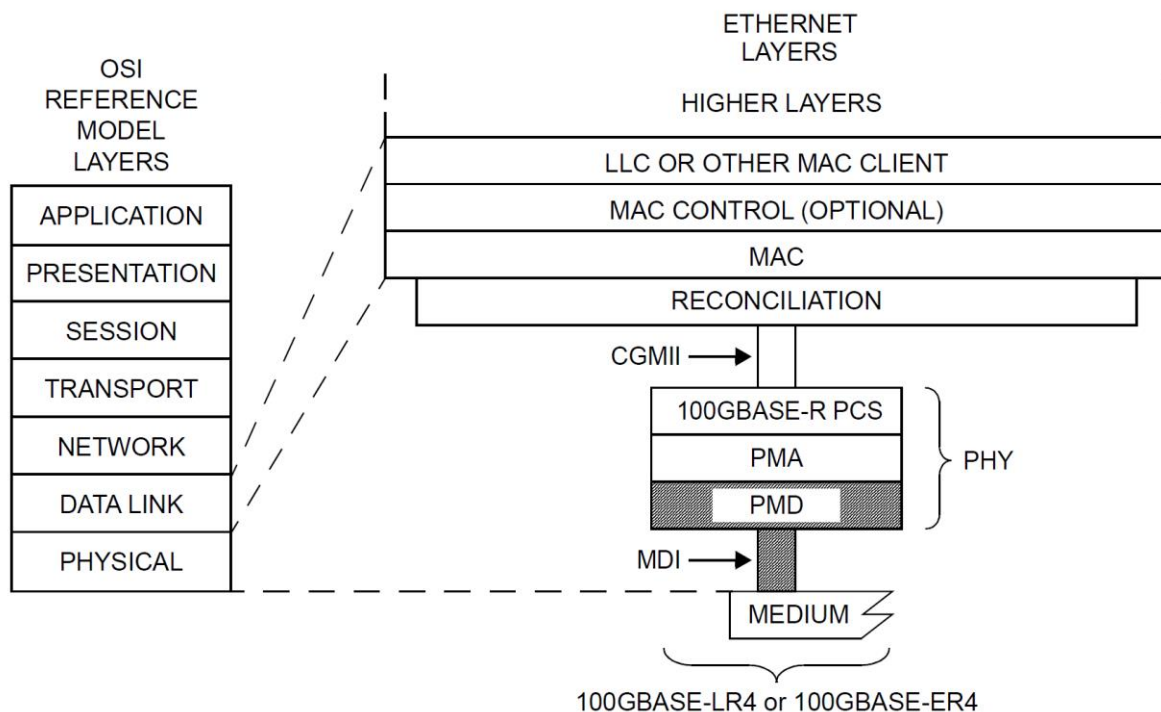 OSI
REFERENCE
MODEL
LAYERS
APPLICATION
PRESENTATION
SESSION
TRANSPORT
NETWORK
DATA LINK
PHYSICAL
ETHERNET
LAYERS
HIGHER LAYERS
LLC OR OTHER MAC CLIENT
MAC CONTROL (OPTIONAL)
MAC
RECONCILIATION
CGMII
100GBASE-R PCS
PMA
PMD
PHY
MDI
MEDIUM
100GBASE-LR4 or 100GBASE-ER4